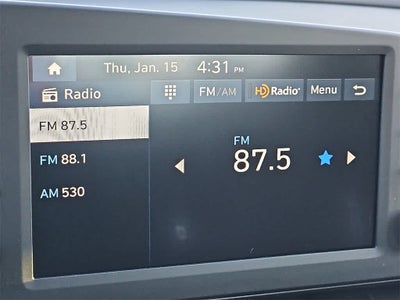 Thu, Jan. 15 4:31 PM
Radio FM/AM HD Radio Menu
FM 87.5
FM 88.1
AM 530
FM
87.5